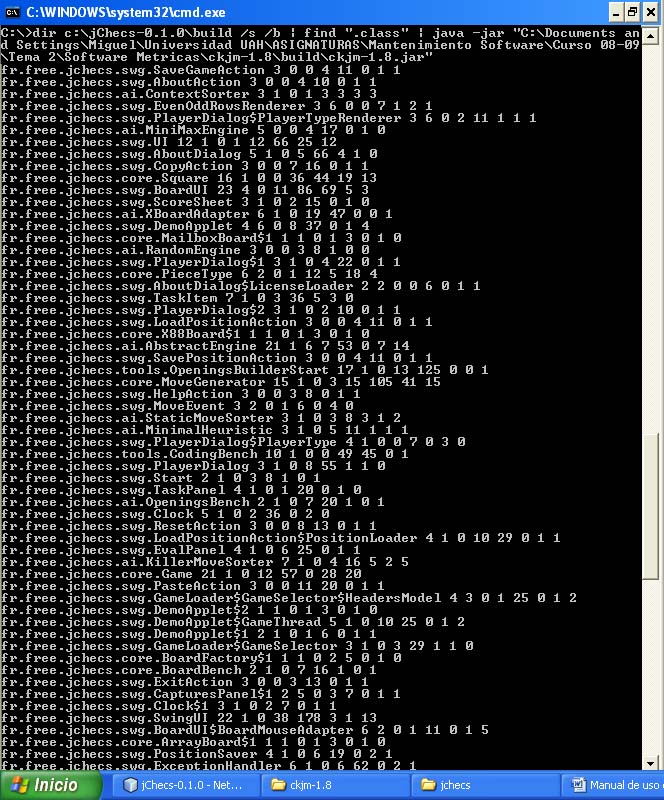 C:\WINDOWS\system32\cmd.exe
C:\>dir c:\jChecs-0.1.0\build /s /b | find ".class" | java -jar "C:\Documents an
d Settings\Miguel\Universidad UAH\ASIGNATURAS\Mantenimiento Software\Curso 08-09
\Tema 2\Software Metricas\ckjm-1.8\build\ckjm-1.8.jar"
fr.free.jchecs.swg.SaveGameAction 3 0 0 4 11 0 1 1
fr.free.jchecs.swg.AboutAction 3 0 0 4 10 0 1 1
fr.free.jchecs.ai.ContextSorter 3 1 0 1 3 3 3 3
fr.free.jchecs.swg.EvenOddRowsRenderer 3 6 0 0 7 1 2 1
fr.free.jchecs.swg.PlayerDialog$PlayerTypeRenderer 3 6 0 2 11 1 1 1
fr.free.jchecs.ai.MiniMaxEngine 5 0 0 4 17 0 1 0
fr.free.jchecs.swg.UI 12 1 0 1 12 66 25 12
fr.free.jchecs.swg.AboutDialog 5 1 0 5 66 4 1 0
fr.free.jchecs.swg.CopyAction 3 0 0 7 16 0 1 1
fr.free.jchecs.core.Square 16 1 0 0 36 44 19 13
fr.free.jchecs.swg.BoardUI 23 4 0 11 86 69 5 3
fr.free.jchecs.swg.ScoreSheet 3 1 0 2 15 0 1 0
fr.free.jchecs.ai.XBoardAdapter 6 1 0 19 47 0 0 1
fr.free.jchecs.swg.DemoApplet 4 6 0 8 37 0 1 4
fr.free.jchecs.core.MailboxBoard$1 1 1 0 1 3 0 1 0
fr.free.jchecs.ai.RandomEngine 3 0 0 3 8 1 0 0
fr.free.jchecs.swg.PlayerDialog$1 3 1 0 4 22 0 1 1
fr.free.jchecs.core.PieceType 6 2 0 1 12 5 18 4
fr.free.jchecs.swg.AboutDialog$LicenseLoader 2 2 0 0 6 0 1 1
fr.free.jchecs.swg.TaskItem 7 1 0 3 36 5 3 0
fr.free.jchecs.swg.PlayerDialog$2 3 1 0 2 10 0 1 1
fr.free.jchecs.swg.LoadPositionAction 3 0 0 4 11 0 1 1
fr.free.jchecs.core.X88Board$1 1 1 0 1 3 0 1 0
fr.free.jchecs.ai.AbstractEngine 21 1 6 7 53 0 7 14
fr.free.jchecs.swg.SavePositionAction 3 0 0 4 11 0 1 1
fr.free.jchecs.tools.OpeningsBuilderStart 17 1 0 13 125 0 0 1
fr.free.jchecs.core.MoveGenerator 15 1 0 3 15 105 41 15
fr.free.jchecs.swg.HelpAction 3 0 0 3 8 0 1 1
fr.free.jchecs.swg.MoveEvent 3 2 0 1 6 0 4 0
fr.free.jchecs.ai.StaticMoveSorter 3 1 0 3 8 3 1 2
fr.free.jchecs.ai.MinimalHeuristic 3 1 0 5 11 1 1 1
fr.free.jchecs.swg.PlayerDialog$PlayerType 4 1 0 0 7 0 3 0
fr.free.jchecs.tools.CodingBench 10 1 0 0 49 45 0 1
fr.free.jchecs.swg.PlayerDialog 3 1 0 8 55 1 1 0
fr.free.jchecs.swg.Start 2 1 0 3 8 1 0 1
fr.free.jchecs.swg.TaskPanel 4 1 0 1 20 0 1 0
fr.free.jchecs.ai.OpeningsBench 2 1 0 7 20 1 0 1
fr.free.jchecs.swg.Clock 5 1 0 2 36 0 2 0
fr.free.jchecs.swg.ResetAction 3 0 0 8 13 0 1 1
fr.free.jchecs.swg.LoadPositionAction$PositionLoader 4 1 0 10 29 0 1 1
fr.free.jchecs.swg.EvalPanel 4 1 0 6 25 0 1 1
fr.free.jchecs.ai.KillerMoveSorter 7 1 0 4 16 5 2 5
fr.free.jchecs.core.Game 21 1 0 12 57 0 28 20
fr.free.jchecs.swg.PasteAction 3 0 0 11 20 0 1 1
fr.free.jchecs.swg.GameLoader$GameSelector$HeadersModel 4 3 0 1 25 0 1 2
fr.free.jchecs.swg.DemoApplet$2 1 1 0 1 3 0 1 0
fr.free.jchecs.swg.DemoApplet$GameThread 5 1 0 10 25 0 1 2
fr.free.jchecs.swg.DemoApplet$1 2 1 0 1 6 0 1 1
fr.free.jchecs.swg.GameLoader$GameSelector 3 1 0 3 29 1 1 0
fr.free.jchecs.core.BoardFactory$1 1 1 0 2 5 0 1 0
fr.free.jchecs.core.BoardBench 2 1 0 7 16 1 0 1
fr.free.jchecs.swg.ExitAction 3 0 0 3 13 0 1 1
fr.free.jchecs.swg.CapturesPanel$1 2 5 0 3 7 0 1 1
fr.free.jchecs.swg.Clock$1 3 1 0 2 7 0 1 1
fr.free.jchecs.swg.SwingUI 22 1 0 38 178 3 1 13
fr.free.jchecs.swg.BoardUI$BoardMouseAdapter 6 2 0 1 11 0 1 5
fr.free.jchecs.core.ArrayBoard$1 1 1 0 1 3 0 1 0
fr.free.jchecs.swg.PositionSaver 4 1 0 6 19 0 2 1
fr.free.jchecs.swg.ExceptionHandler 6 1 0 6 62 0 2 1
Inicio
jChecs-0.1.0 - Net...
ckjm-1.8
jchecs
Manual de uso